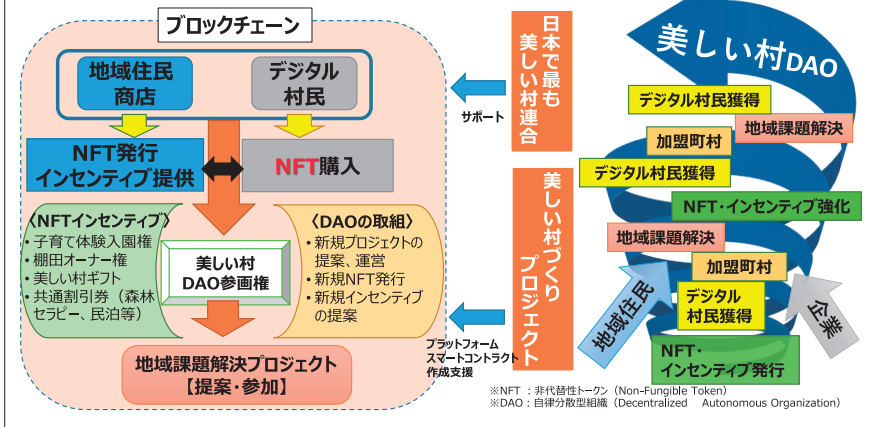 ブロックチェーン
地域住民
商店
デジタル
村民
NFT発行
インセンティブ提供
NFT購入
〈NFTインセンティブ〉
・子育て体験入園権
・棚田オーナー権
・美しい村ギフト
・共通割引券（森林
セラピー、民泊等）
美しい村
DAO参画権
〈DAOの取組〉
・新規プロジェクトの
提案、運営
・新規NFT発行
・新規インセンティブ
の提案
地域課題解決プロジェクト
【提案・参加】
サポート
プラットフォーム
スマートコントラクト
作成支援
日本で最も
美しい村連合
美しい村づくり
プロジェクト
美しい村DAO
デジタル村民獲得
地域課題解決
加盟町村
デジタル村民獲得
NFT・インセンティブ強化
地域課題解決
加盟町村
地域住民
デジタル
村民獲得
企業
NFT・
インセンティブ発行
※NFT ：非代替性トークン（Non-Fungible Token）
※DAO：自律分散型組織（Decentralized Autonomous Organization）